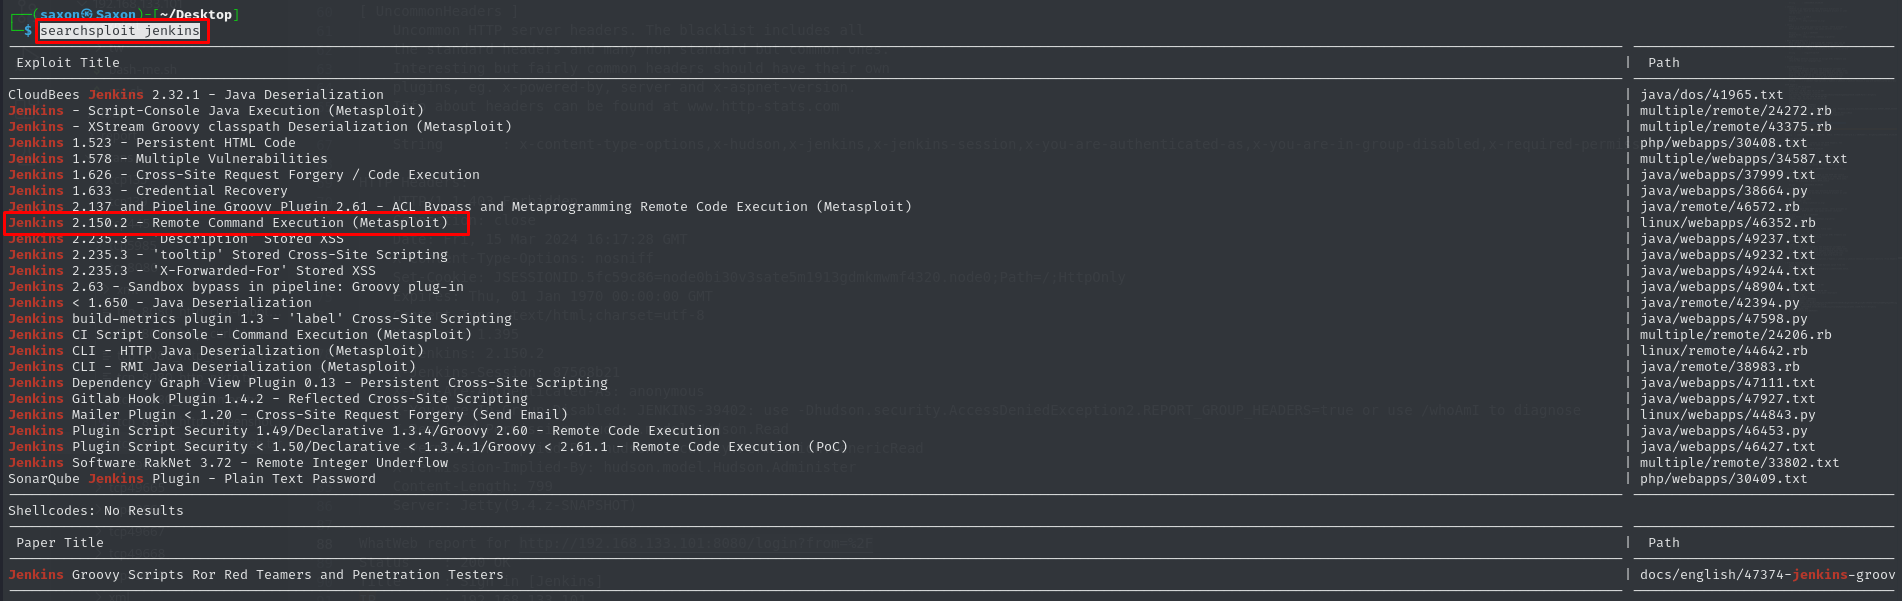 ┌──(saxon㉿Saxon)-[~/Desktop]
└─$ searchsploit jenkins
Exploit Title | Path
CloudBees Jenkins 2.32.1 - Java Deserialization | java/dos/41965.txt
Jenkins - Script-Console Java Execution (Metasploit) | multiple/remote/24272.rb
Jenkins - XStream Groovy classpath Deserialization (Metasploit) | multiple/remote/43375.rb
Jenkins 1.523 - Persistent HTML Code | php/webapps/30408.txt
Jenkins 1.578 - Multiple Vulnerabilities | multiple/webapps/34587.txt
Jenkins 1.626 - Cross-Site Request Forgery / Code Execution | java/webapps/37999.txt
Jenkins 1.633 - Credential Recovery | java/webapps/38664.py
Jenkins 2.137 and Pipeline Groovy Plugin 2.61 - ACL Bypass and Metaprogramming Remote Code Execution (Metasploit) | java/remote/46572.rb
Jenkins 2.150.2 - Remote Command Execution (Metasploit) | linux/webapps/46352.rb
Jenkins 2.235.3 - 'Description' Stored XSS | java/webapps/49237.txt
Jenkins 2.235.3 - 'tooltip' Stored Cross-Site Scripting | java/webapps/49232.txt
Jenkins 2.235.3 - 'X-Forwarded-For' Stored XSS | java/webapps/49244.txt
Jenkins 2.63 - Sandbox bypass in pipeline: Groovy plug-in | java/webapps/48904.txt
Jenkins < 1.650 - Java Deserialization | java/remote/42394.py
Jenkins build-metrics plugin 1.3 - 'label' Cross-Site Scripting | java/webapps/47598.py
Jenkins CI Script Console - Command Execution (Metasploit) | multiple/remote/24206.rb
Jenkins CLI - HTTP Java Deserialization (Metasploit) | linux/remote/44642.rb
Jenkins CLI - RMI Java Deserialization (Metasploit) | java/remote/38983.rb
Jenkins Dependency Graph View Plugin 0.13 - Persistent Cross-Site Scripting | java/webapps/47111.txt
Jenkins Gitlab Hook Plugin 1.4.2 - Reflected Cross-Site Scripting | java/webapps/47927.txt
Jenkins Mailer Plugin < 1.20 - Cross-Site Request Forgery (Send Email) | linux/webapps/44843.py
Jenkins Plugin Script Security 1.49/Declarative 1.3.4/Groovy 2.60 - Remote Code Execution | java/webapps/46453.py
Jenkins Plugin Script Security < 1.50/Declarative < 1.3.4.1/Groovy < 2.61.1 - Remote Code Execution (PoC) | java/webapps/46427.txt
Jenkins Software RakNet 3.72 - Remote Integer Underflow | multiple/remote/33802.txt
SonarQube Jenkins Plugin - Plain Text Password | php/webapps/30409.txt
Shellcodes: No Results
Paper Title | Path
Jenkins Groovy Scripts Ror Red Teamers and Penetration Testers | docs/english/47374-jenkins-groov